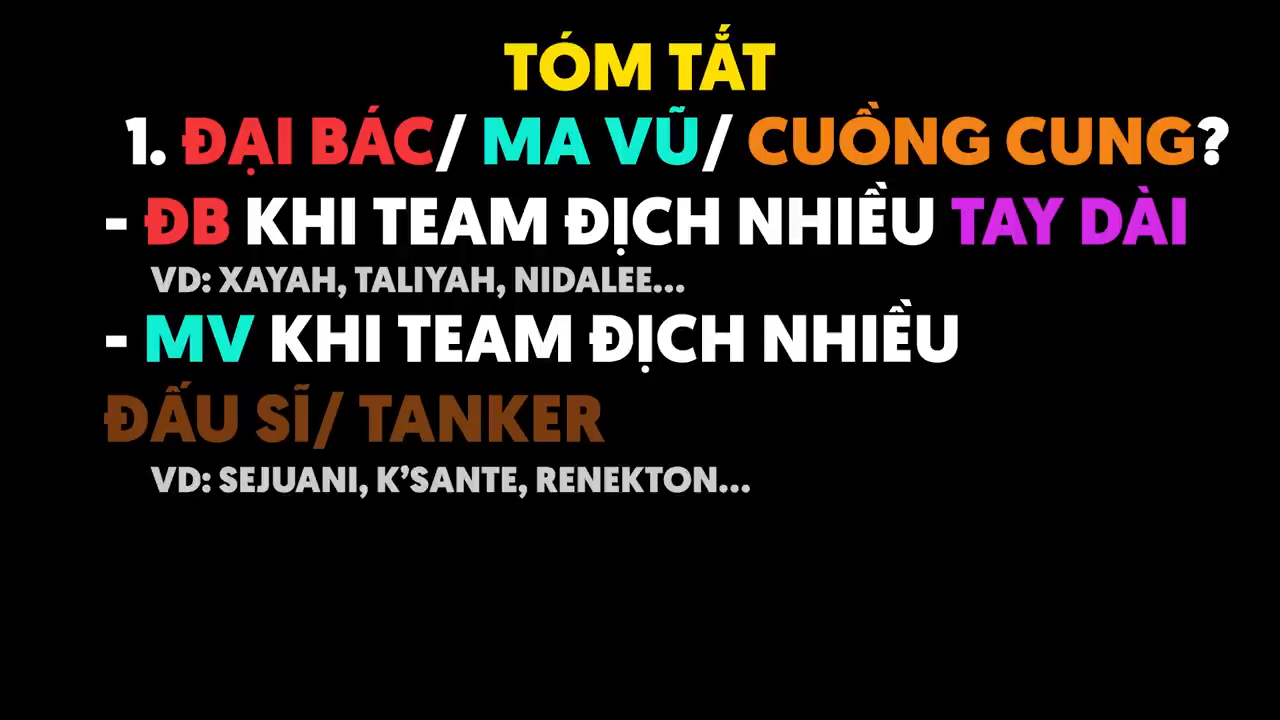 TÓM TẮT
1. ĐẠI BÁC/ MA VŨ/ CUỒNG CUNG?
- ĐB KHI TEAM ĐỊCH NHIỀU TAY DÀI
VD: XAYAH, TALIYAH, NIDALEE...
- MV KHI TEAM ĐỊCH NHIỀU
ĐẤU SĨ/ TANKER
VD: SEJUANI, K’SANTE, RENEKTON...